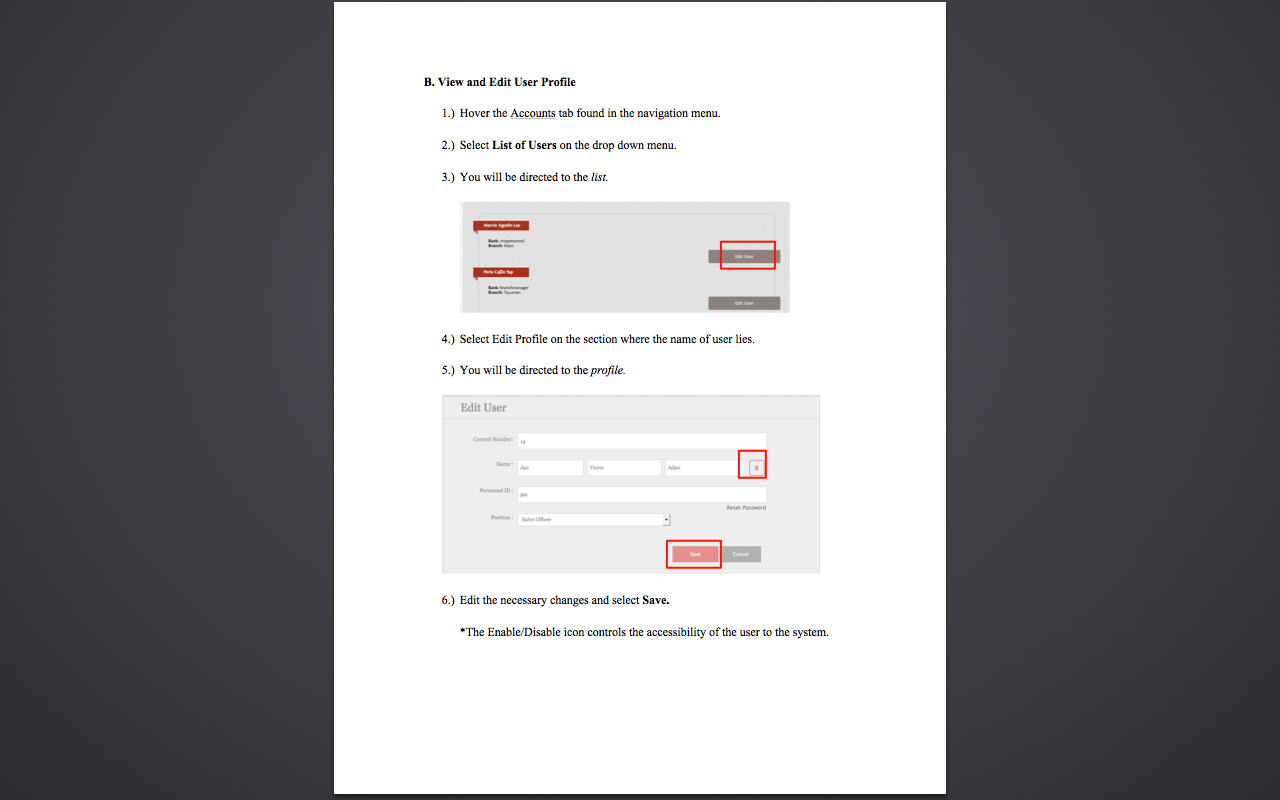 B. View and Edit User Profile
1.) Hover the Accounts tab found in the navigation menu.
2.) Select List of Users on the drop down menu.
3.) You will be directed to the list.
Marvin Agustin Lao
Rank: mispersonnel
Branch: Main
Edit User
Perla Cajilo Yap
Rank: branchmanager
Branch: Tayuman
Edit User
4.) Select Edit Profile on the section where the name of user lies.
5.) You will be directed to the profile.
Edit User
Control Number: 14
Name: Jan Victor Adan X
Personnel ID: jan
Reset Password
Position: Sales Officer
Save Cancel
6.) Edit the necessary changes and select Save.
*The Enable/Disable icon controls the accessibility of the user to the system.